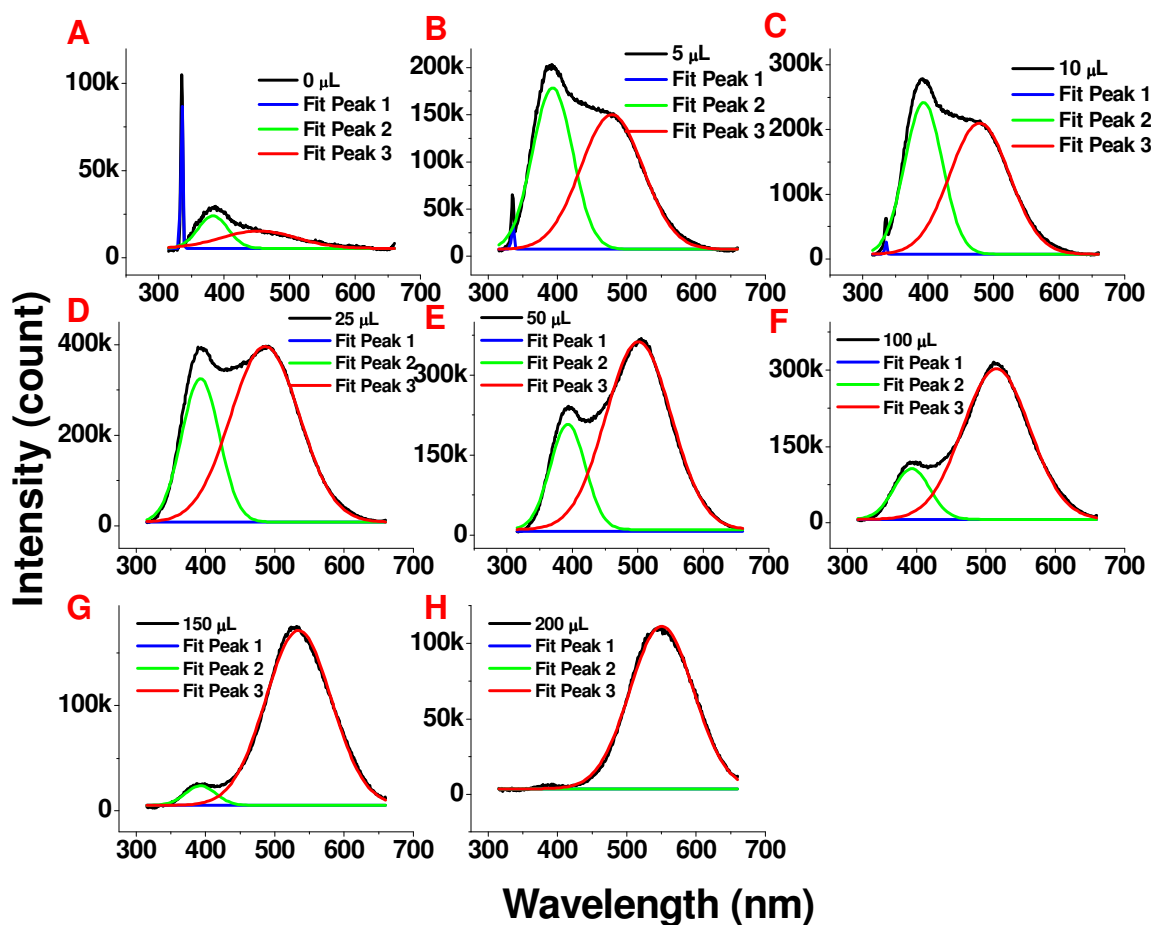 A
0 μL
Fit Peak 1
Fit Peak 2
Fit Peak 3
100k
50k
0
300 400 500 600 700
B
5 μL
Fit Peak 1
Fit Peak 2
Fit Peak 3
200k
150k
100k
50k
0
300 400 500 600 700
C
10 μL
Fit Peak 1
Fit Peak 2
Fit Peak 3
300k
200k
100k
0
300 400 500 600 700
D
25 μL
Fit Peak 1
Fit Peak 2
Fit Peak 3
400k
200k
0
300 400 500 600 700
E
50 μL
Fit Peak 1
Fit Peak 2
Fit Peak 3
300k
150k
0
300 400 500 600 700
F
100 μL
Fit Peak 1
Fit Peak 2
Fit Peak 3
300k
150k
0
300 400 500 600 700
G
150 μL
Fit Peak 1
Fit Peak 2
Fit Peak 3
100k
0
300 400 500 600 700
H
200 μL
Fit Peak 1
Fit Peak 2
Fit Peak 3
100k
50k
0
300 400 500 600 700
Intensity (count)
Wavelength (nm)